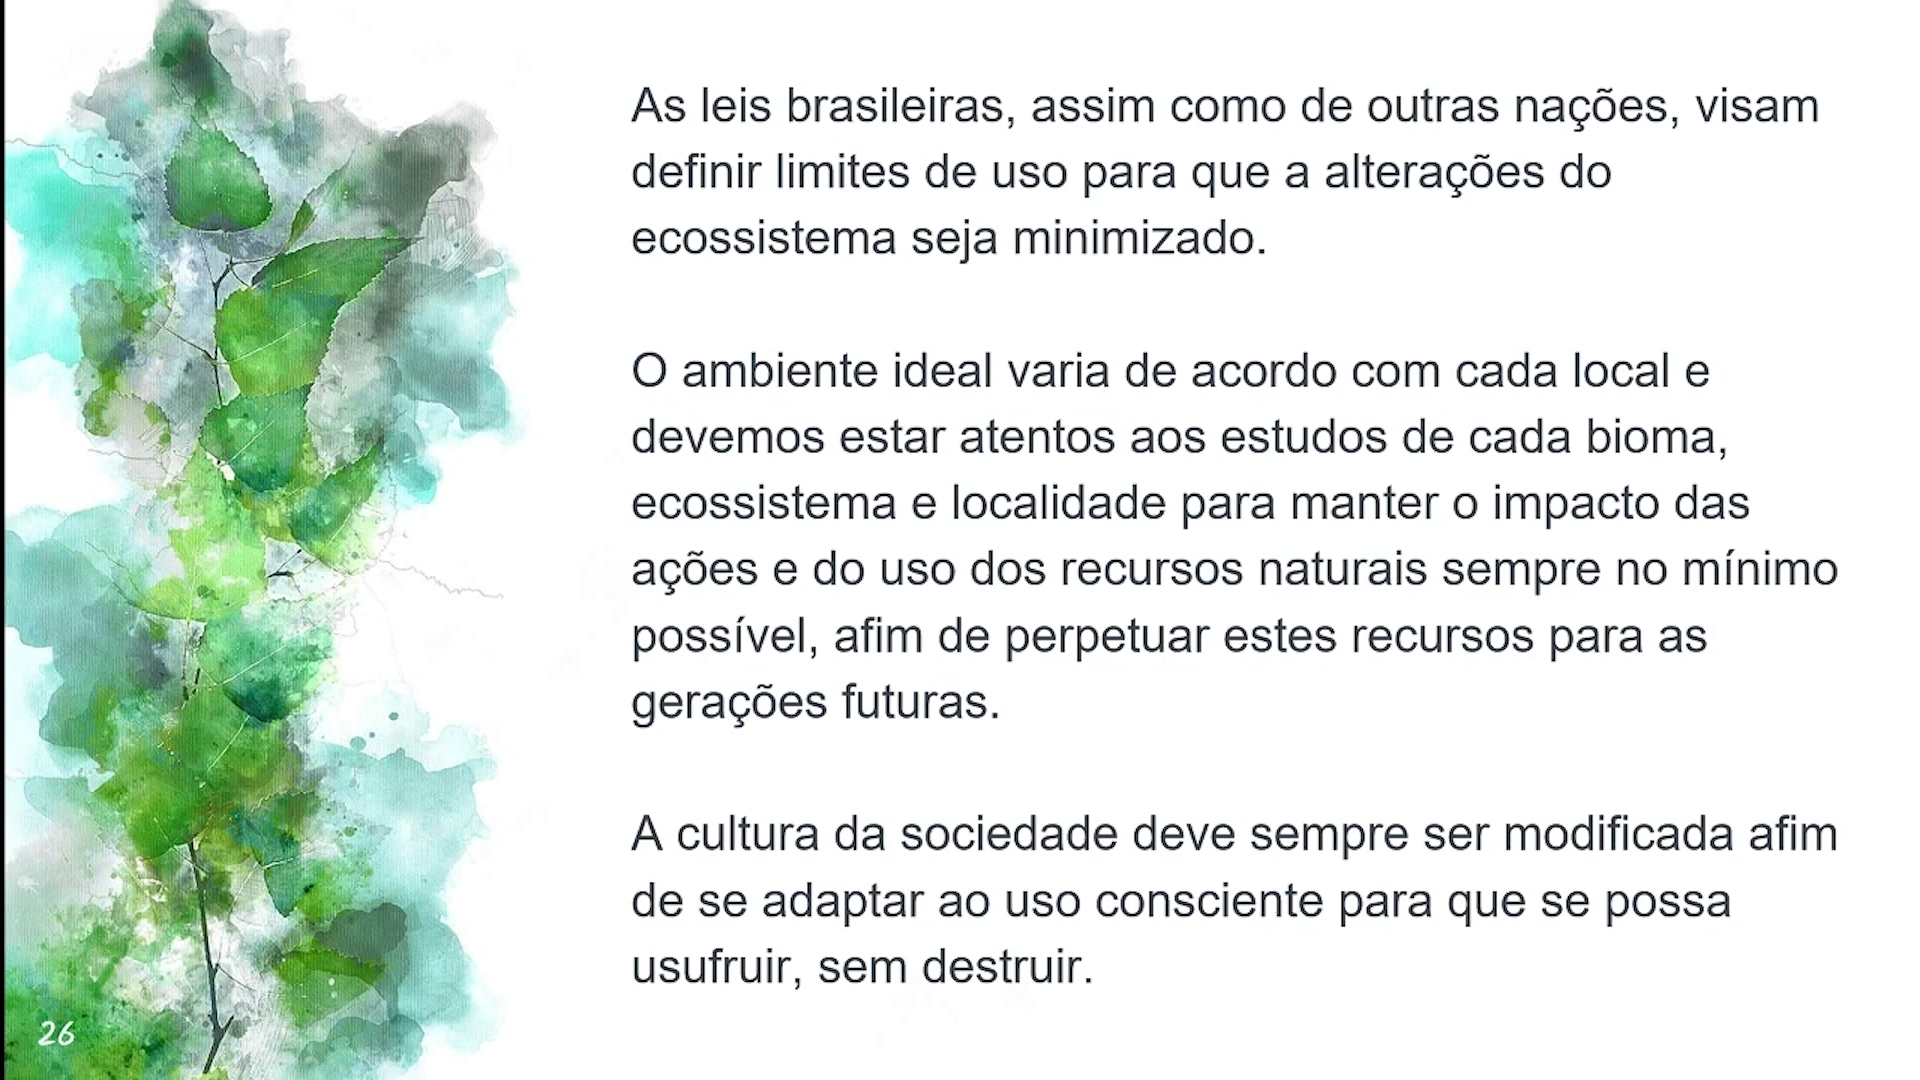 As leis brasileiras, assim como de outras nações, visam
definir limites de uso para que a alterações do
ecossistema seja minimizado.
O ambiente ideal varia de acordo com cada local e
devemos estar atentos aos estudos de cada bioma,
ecossistema e localidade para manter o impacto das
ações e do uso dos recursos naturais sempre no mínimo
possível, afim de perpetuar estes recursos para as
gerações futuras.
A cultura da sociedade deve sempre ser modificada afim
de se adaptar ao uso consciente para que se possa
usufruir, sem destruir.
26